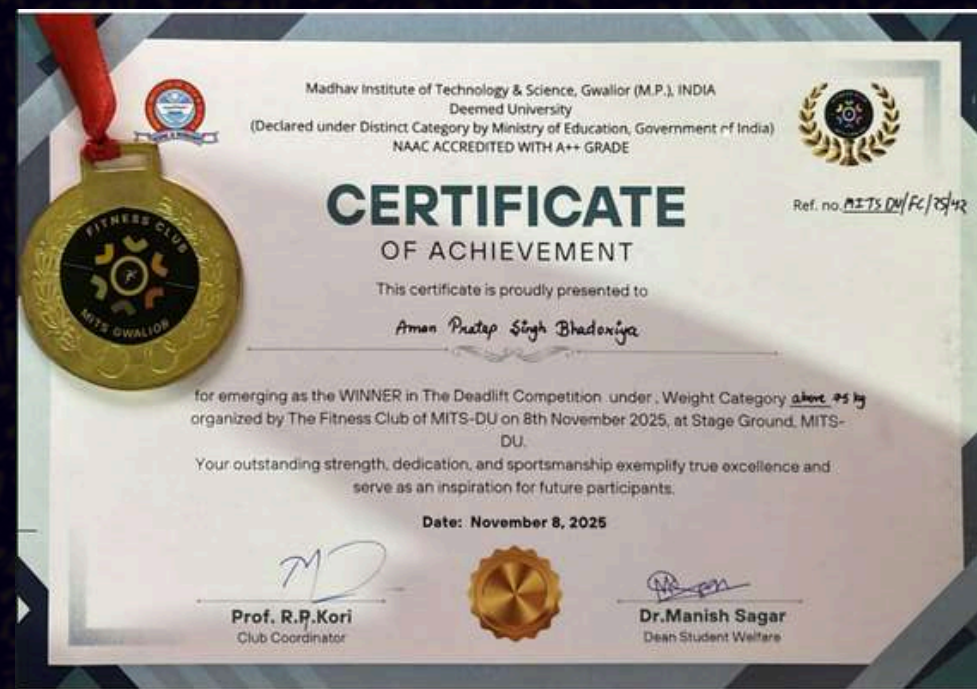 Madhav Institute of Technology & Science, Gwalior (M.P.), INDIA
Deemed University
(Declared under Distinct Category by Ministry of Education, Government of India)
NAAC ACCREDITED WITH A++ GRADE
CERTIFICATE
OF ACHIEVEMENT
Ref. no. MITS DU/FC/25/42
This certificate is proudly presented to
Aman Pratap Singh Bhadoriya
for emerging as the WINNER in The Deadlift Competition under , Weight Category above 75 kg
organized by The Fitness Club of MITS-DU on 8th November 2025, at Stage Ground, MITS-
DU.
Your outstanding strength, dedication, and sportsmanship exemplify true excellence and
serve as an inspiration for future participants.
Date: November 8, 2025
Prof. R.P.Kori
Club Coordinator
Dr.Manish Sagar
Dean Student Welfare
FITNESS CLUB
MITS GWALIOR